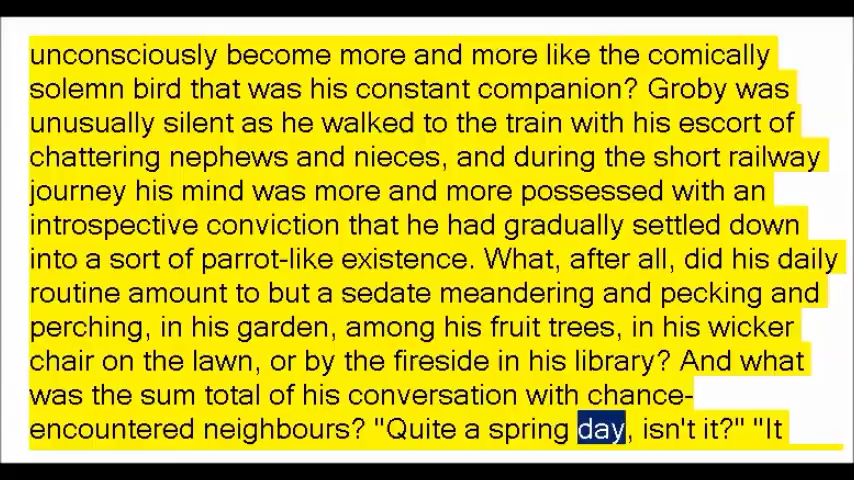 unconsciously become more and more like the comically
solemn bird that was his constant companion? Groby was
unusually silent as he walked to the train with his escort of
chattering nephews and nieces, and during the short railway
journey his mind was more and more possessed with an
introspective conviction that he had gradually settled down
into a sort of parrot-like existence. What, after all, did his daily
routine amount to but a sedate meandering and pecking and
perching, in his garden, among his fruit trees, in his wicker
chair on the lawn, or by the fireside in his library? And what
was the sum total of his conversation with chance-
encountered neighbours? "Quite a spring day, isn't it?" "It